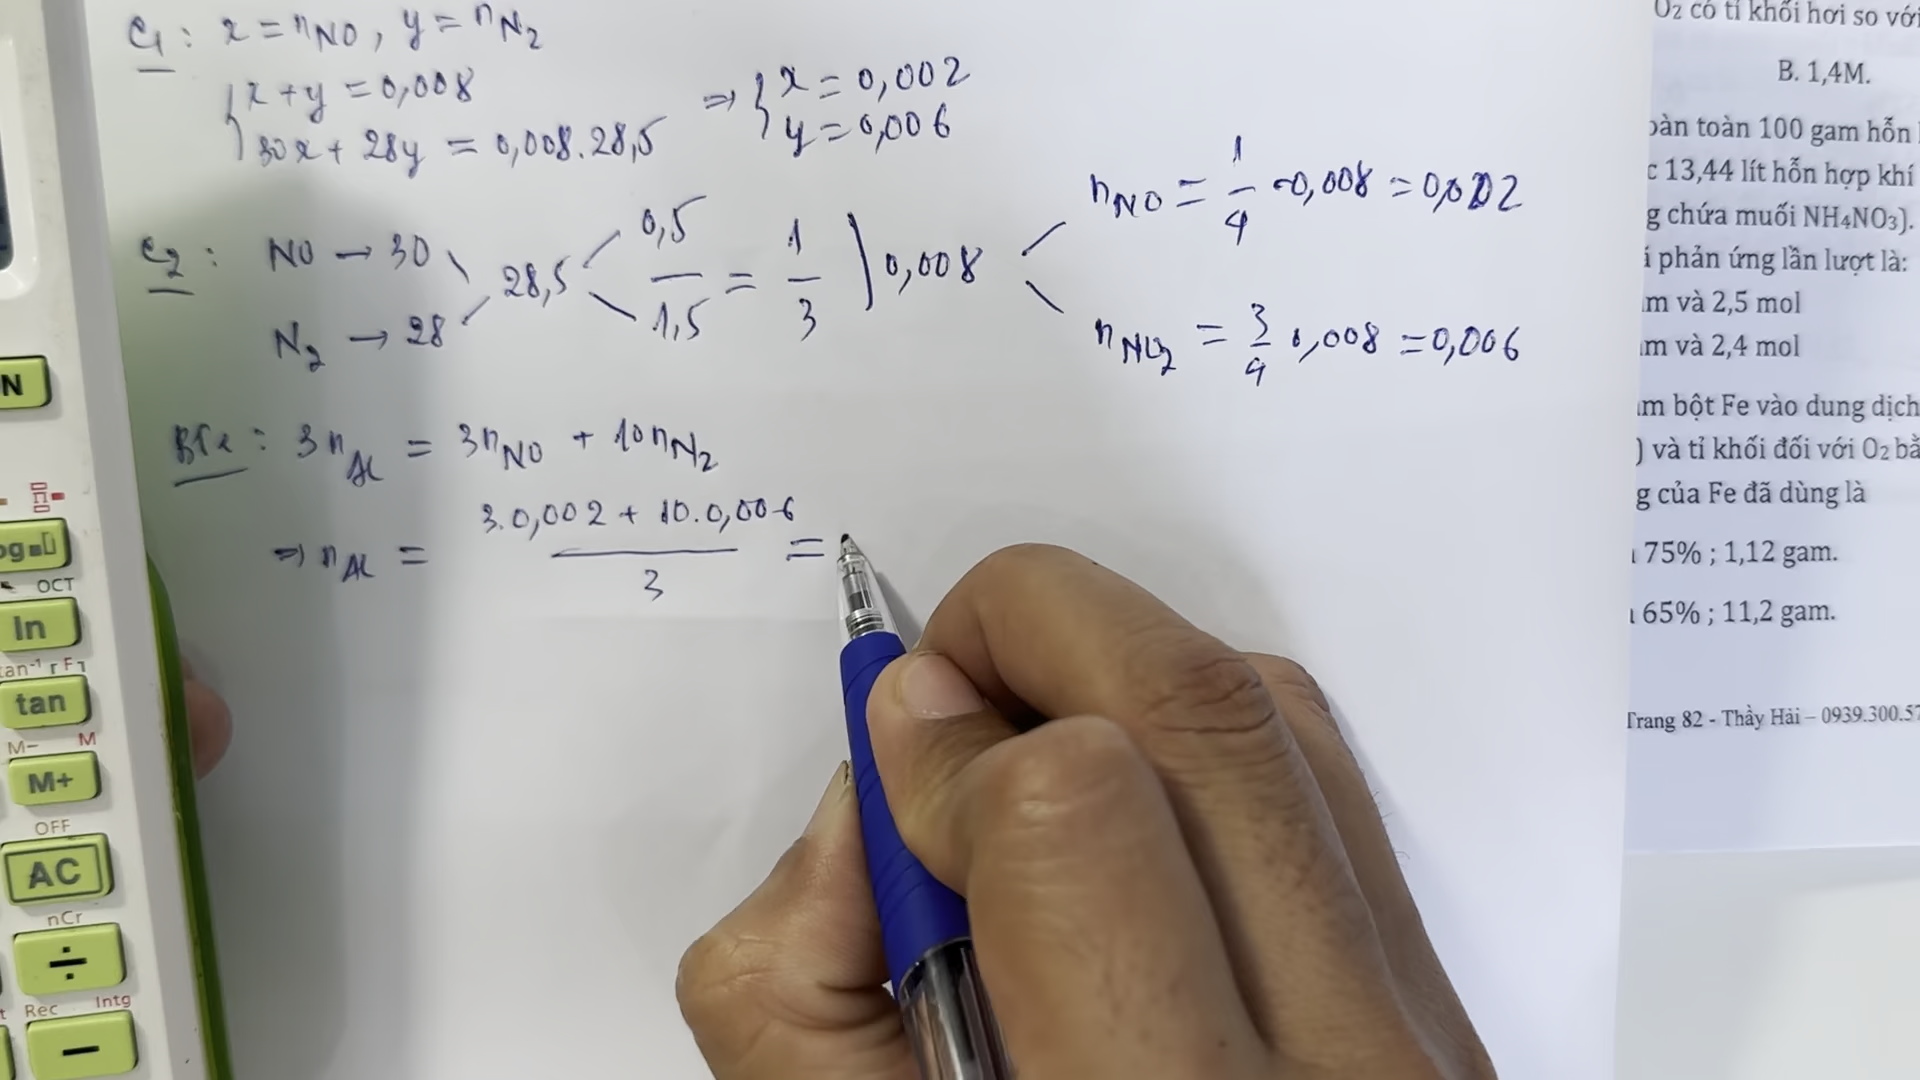 C1 : x = nNO , y = nN2
x + y = 0,008
30x + 28y = 0,008.28,5
=> x = 0,002
y = 0,006
C2 : NO → 30
N2 → 28
28,5
0,5
1,5
= 1/3
0,008
nNO = 1/4 .0,008 = 0,002
nNO2 = 3/4 0,008 = 0,006
BTe : 3nAl = 3nNO + 10nN2
=> nAl = 3.0,002 + 10.0,006 / 3 =
O2 có tỉ khối hơi so với
B. 1,4M.
toàn 100 gam hỗn
13,44 lít hỗn hợp khí
chứa muối NH4NO3).
phản ứng lần lượt là:
và 2,5 mol
và 2,4 mol
bột Fe vào dung dịch
) và tỉ khối đối với O2
của Fe đã dùng là
75% ; 1,12 gam.
65% ; 11,2 gam.
Trang 82 - Thầy Hải – 0939.300.57
N
OCT
ln
tan-1
tan
M− M
M+
OFF
AC
nCr
÷
Rec Intg
−